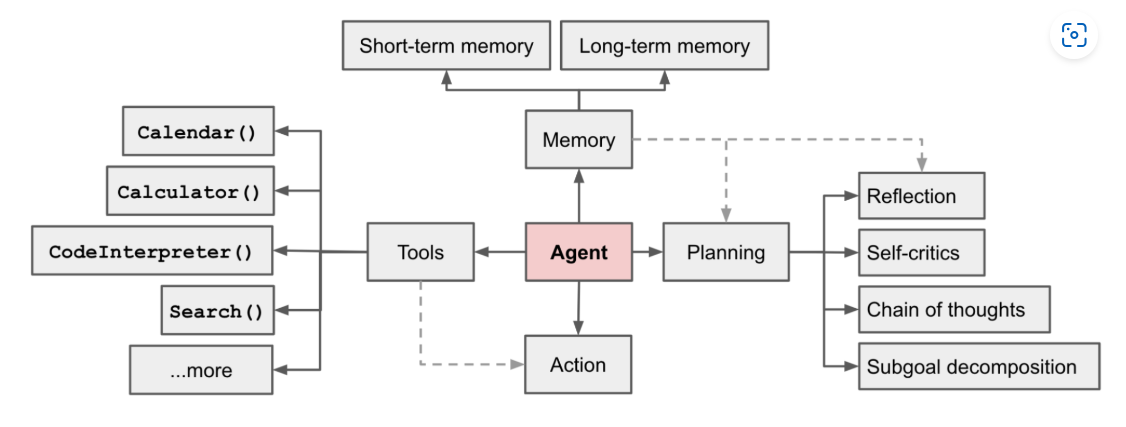 Short-term memory
Long-term memory
Calendar()
Memory
Calculator()
Reflection
CodeInterpreter()
Tools
Agent
Planning
Self-critics
Search()
Chain of thoughts
...more
Action
Subgoal decomposition